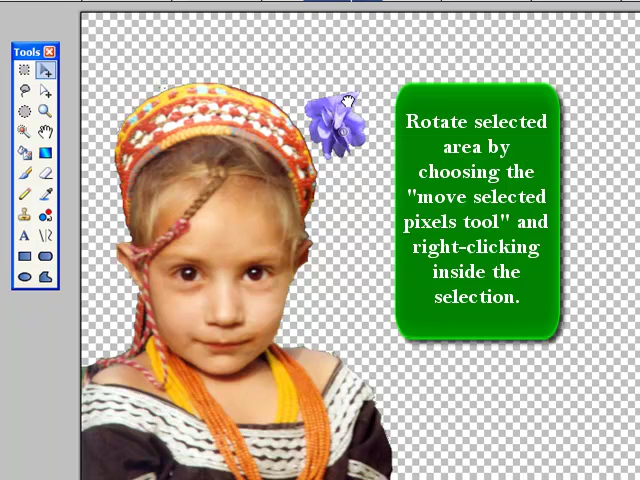 Tools
A
Rotate selected
area by
choosing the
"move selected
pixels tool" and
right-clicking
inside the
selection.